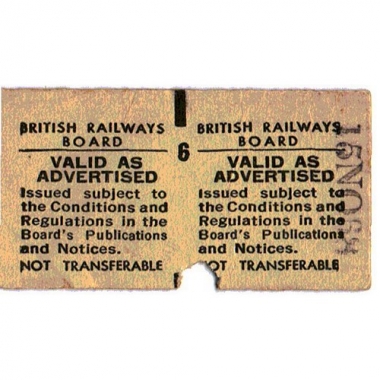 BRITISH RAILWAYS
BOARD
VALID AS
ADVERTISED
Issued subject to
the Conditions and
Regulations in the
Board's Publications
and Notices.
NOT TRANSFERABLE
6
BRITISH RAILWAYS
BOARD
VALID AS
ADVERTISED
Issued subject to
the Conditions and
Regulations in the
Board's Publications
and Notices.
OT TRANSFERABLE
15NO64